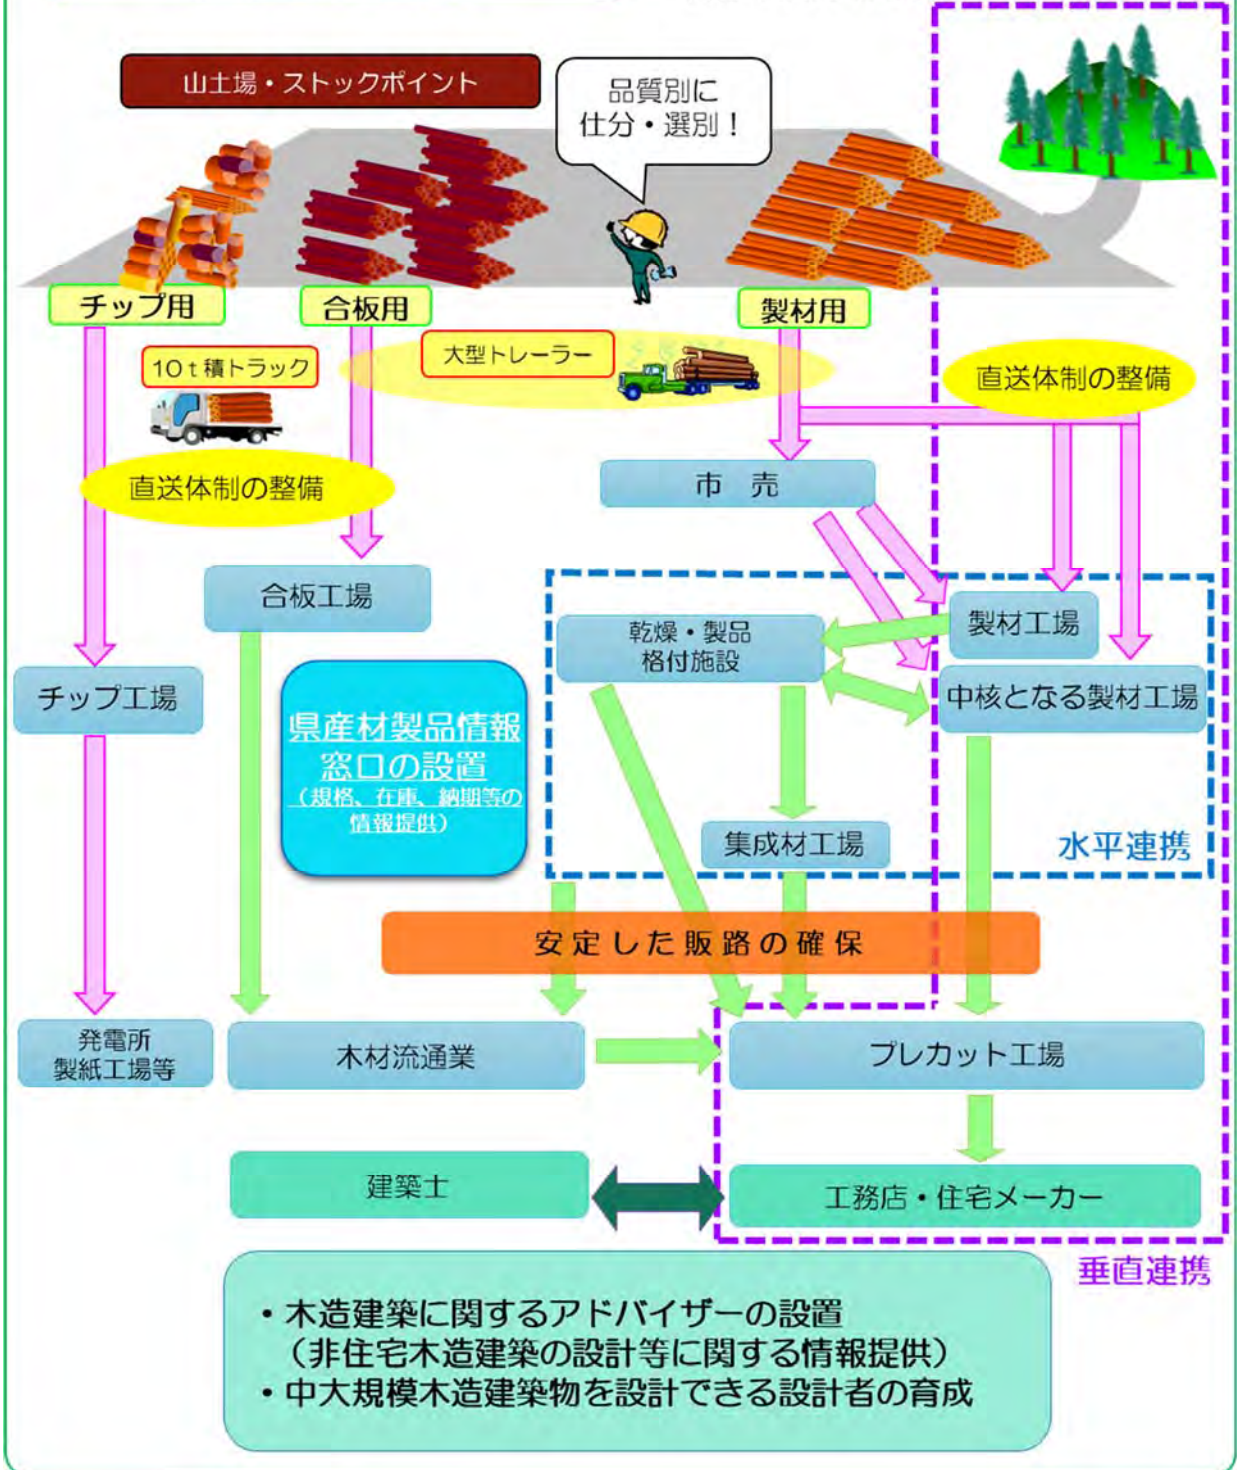 山土場・ストックポイント
品質別に
仕分・選別！
チップ用
合板用
製材用
10ｔ積トラック
大型トレーラー
直送体制の整備
直送体制の整備
市　売
合板工場
製材工場
乾燥・製品
格付施設
チップ工場
中核となる製材工場
県産材製品情報
窓口の設置
（規格、在庫、納期等の
情報提供）
集成材工場
水平連携
安定した販路の確保
発電所
製紙工場等
木材流通業
プレカット工場
建築士
工務店・住宅メーカー
垂直連携
・木造建築に関するアドバイザーの設置
（非住宅木造建築の設計等に関する情報提供）
・中大規模木造建築物を設計できる設計者の育成